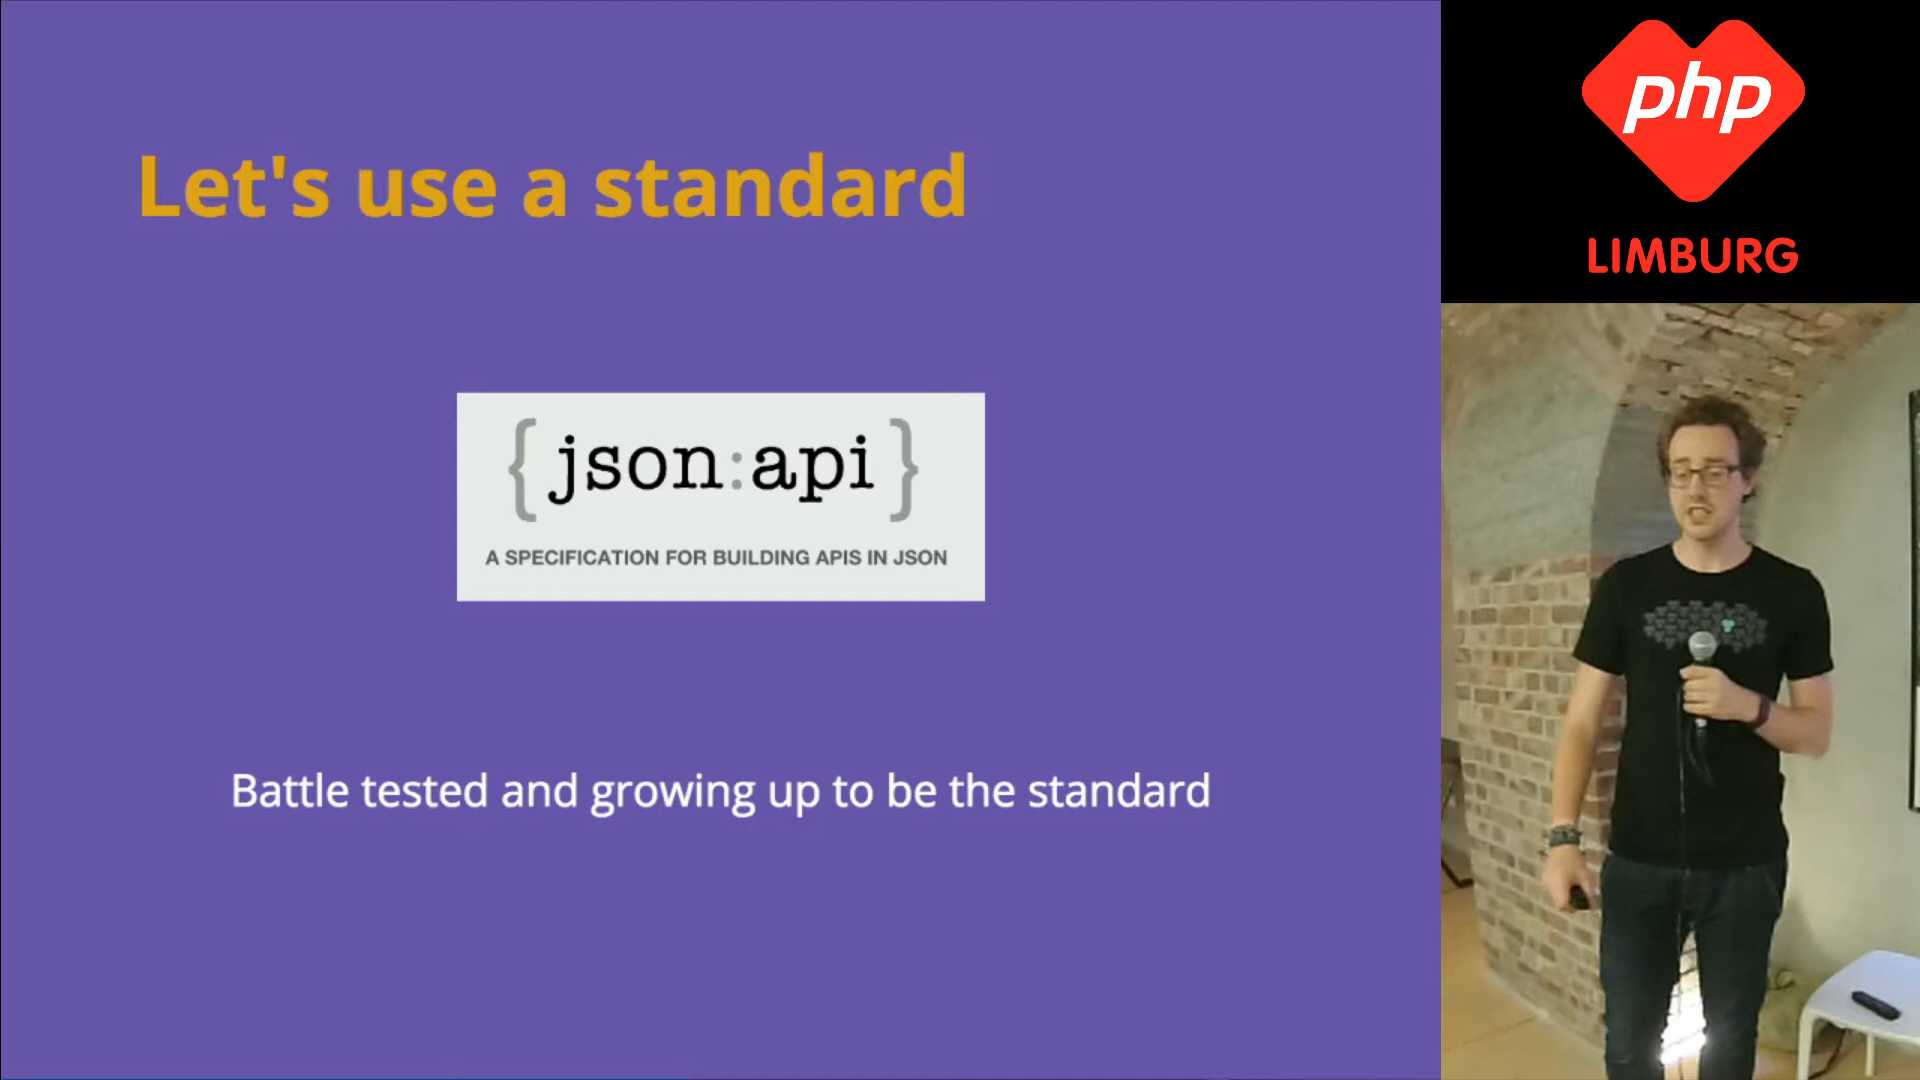 Let's use a standard
{json:api}
A SPECIFICATION FOR BUILDING APIS IN JSON
Battle tested and growing up to be the standard
php
LIMBURG